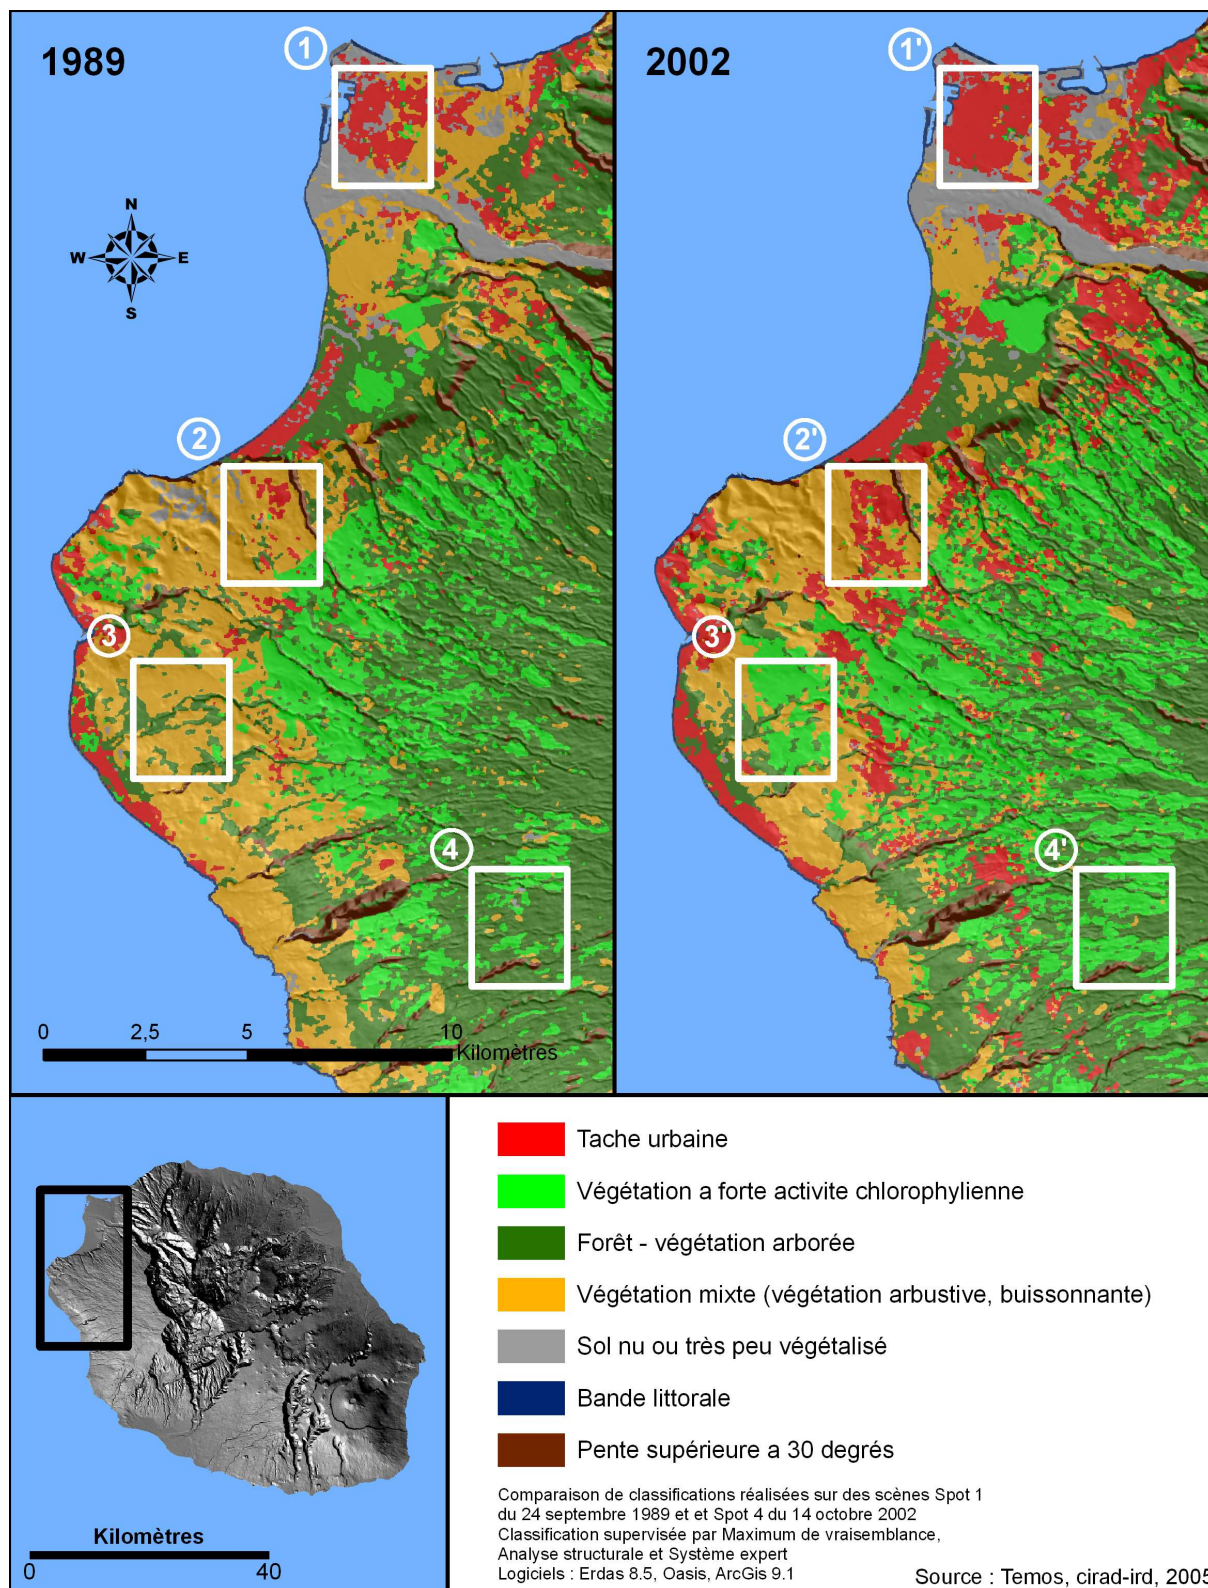 1989
1
2002
1'
N
W
E
S
2
2'
3
3'
4
4'
0
2,5
5
10
Kilomètres
Tache urbaine
Végétation a forte activite chlorophylienne
Forêt - végétation arborée
Végétation mixte (végétation arbustive, buissonnante)
Sol nu ou très peu végétalisé
Bande littorale
Pente supérieure a 30 degrés
Comparaison de classifications réalisées sur des scènes Spot 1
du 24 septembre 1989 et et Spot 4 du 14 octobre 2002
Classification supervisée par Maximum de vraisemblance,
Analyse structurale et Système expert
Logiciels : Erdas 8.5, Oasis, ArcGis 9.1
Source : Temos, cirad-ird, 2005
Kilomètres
0
40